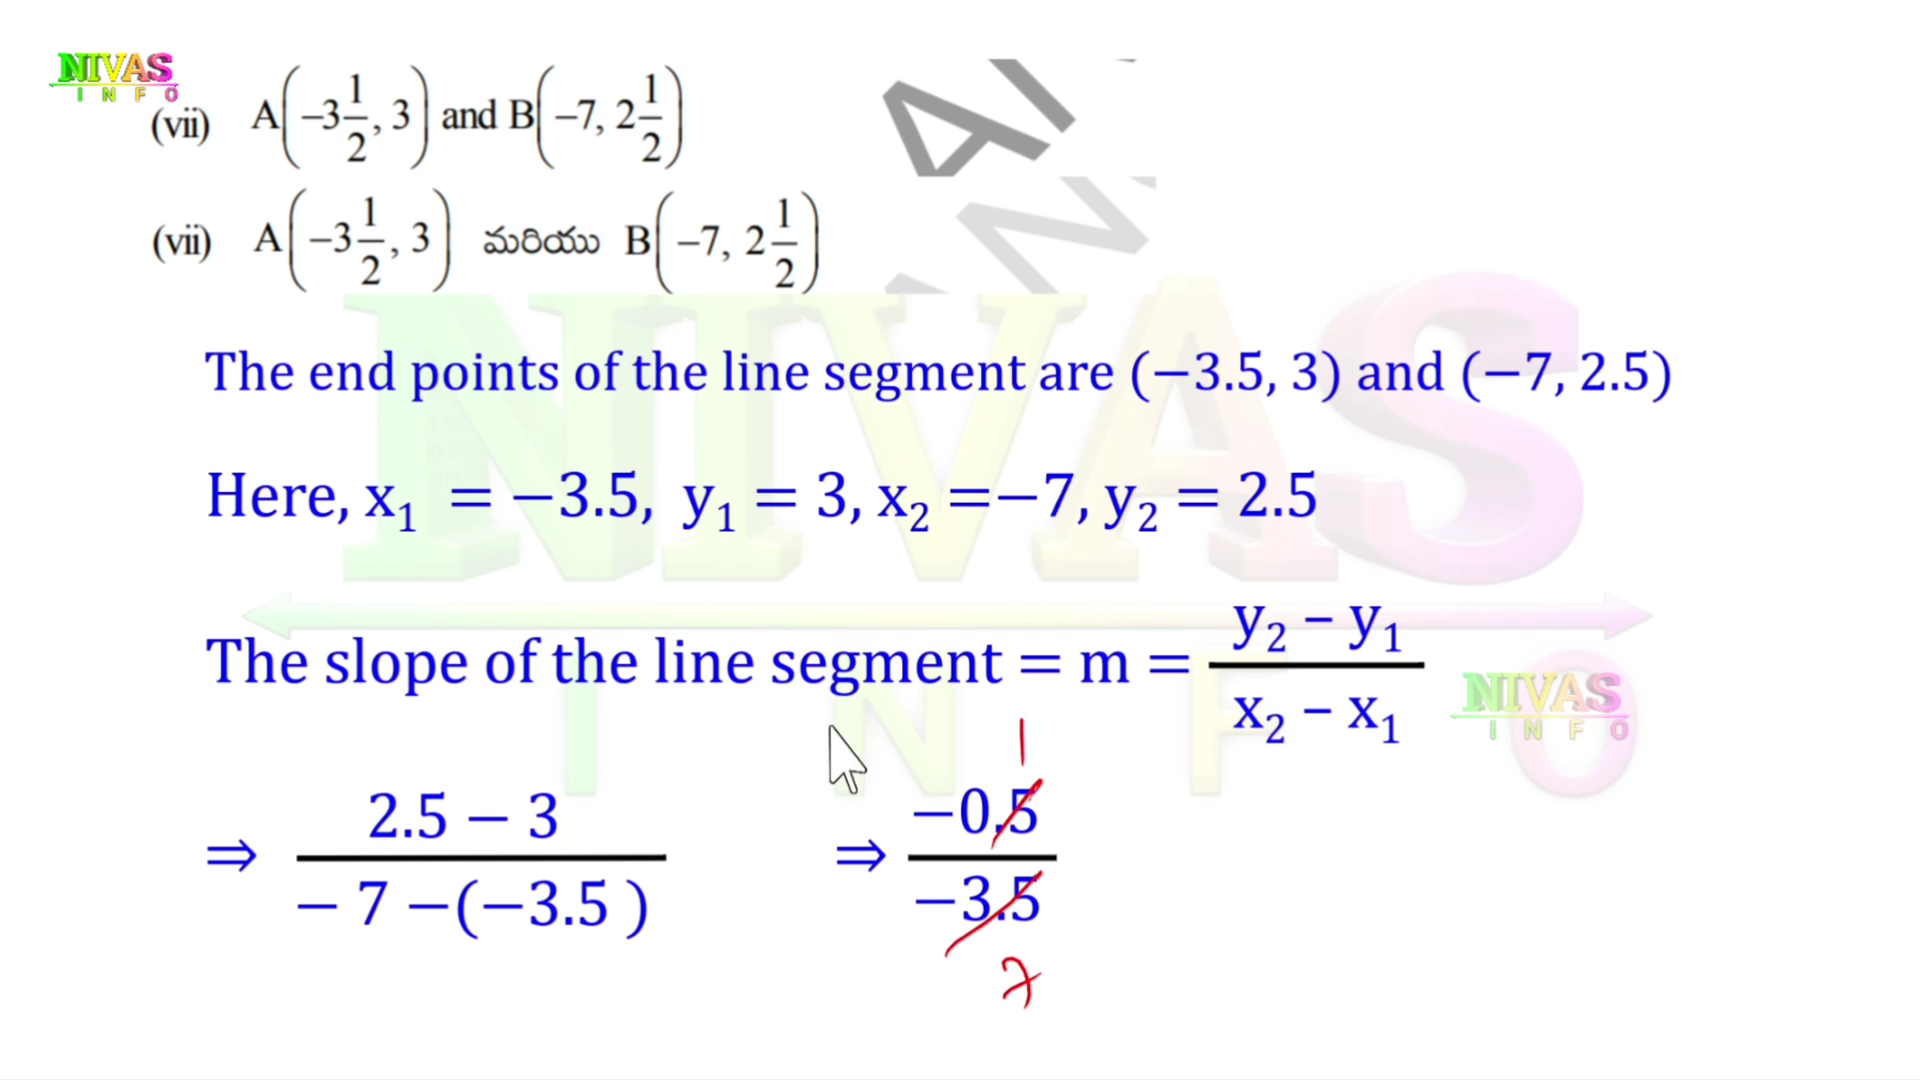 NIVAS
INFO
(vii) A(−3 1/2, 3) and B(−7, 2 1/2)
(vii) A(−3 1/2, 3) మరియు B(−7, 2 1/2)
The end points of the line segment are (−3.5, 3) and (−7, 2.5)
Here, x₁ = −3.5, y₁ = 3, x₂ =−7, y₂ = 2.5
The slope of the line segment = m = (y₂ − y₁)/(x₂ − x₁)
NIVAS
INFO
⇒ (2.5 − 3)/(− 7 −(−3.5 )) ⇒ −0.5/−3.5
1
7
NIVAS
INFO